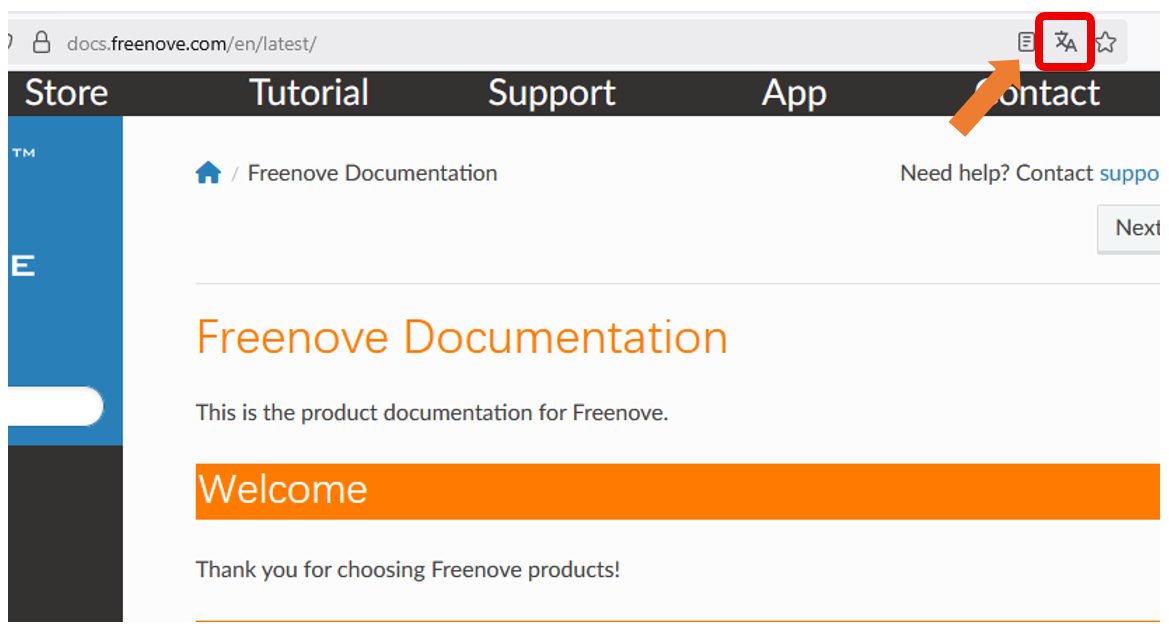 docs.freenove.com/en/latest/
Store Tutorial Support App Contact
TM
/ Freenove Documentation
Need help? Contact suppo
Next
E
Freenove Documentation
This is the product documentation for Freenove.
Welcome
Thank you for choosing Freenove products!